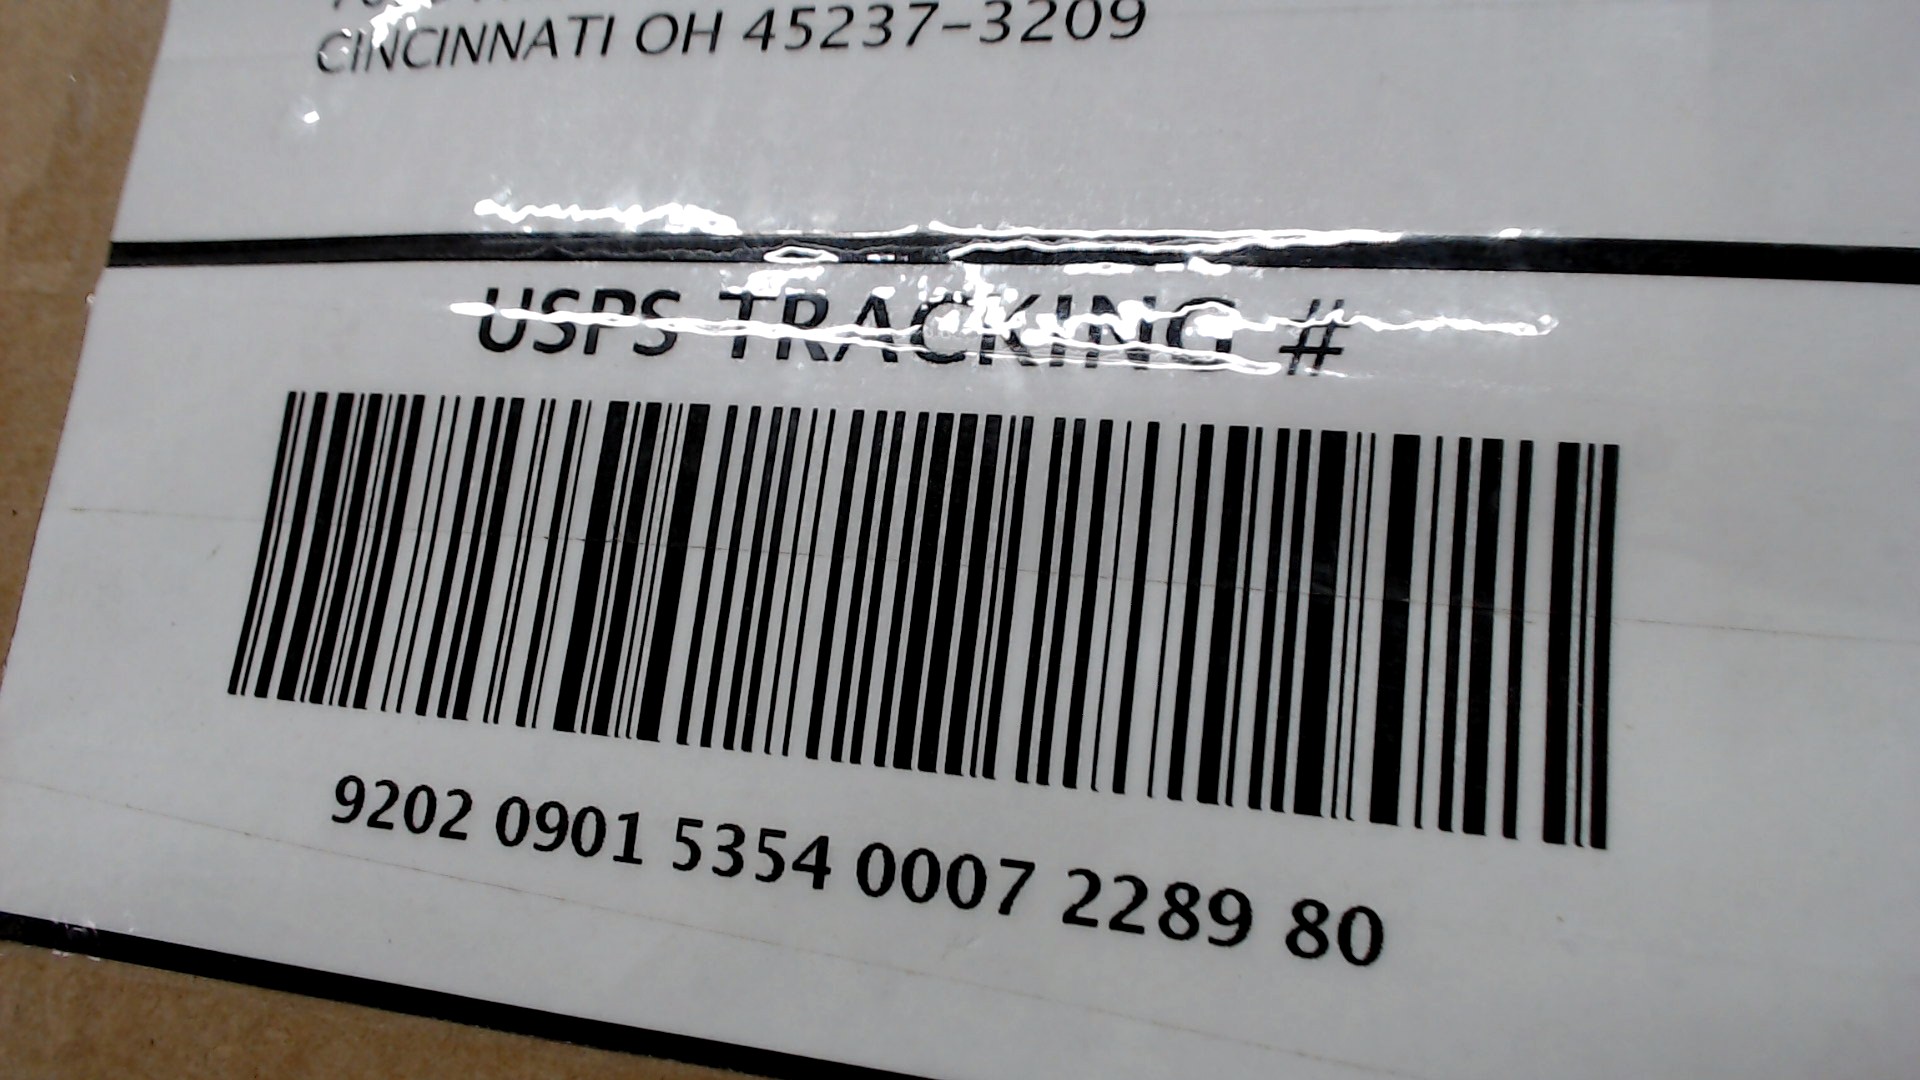 CINCINNATI OH 45237-3209
USPS TRACKING #
9202 0901 5354 0007 2289 80